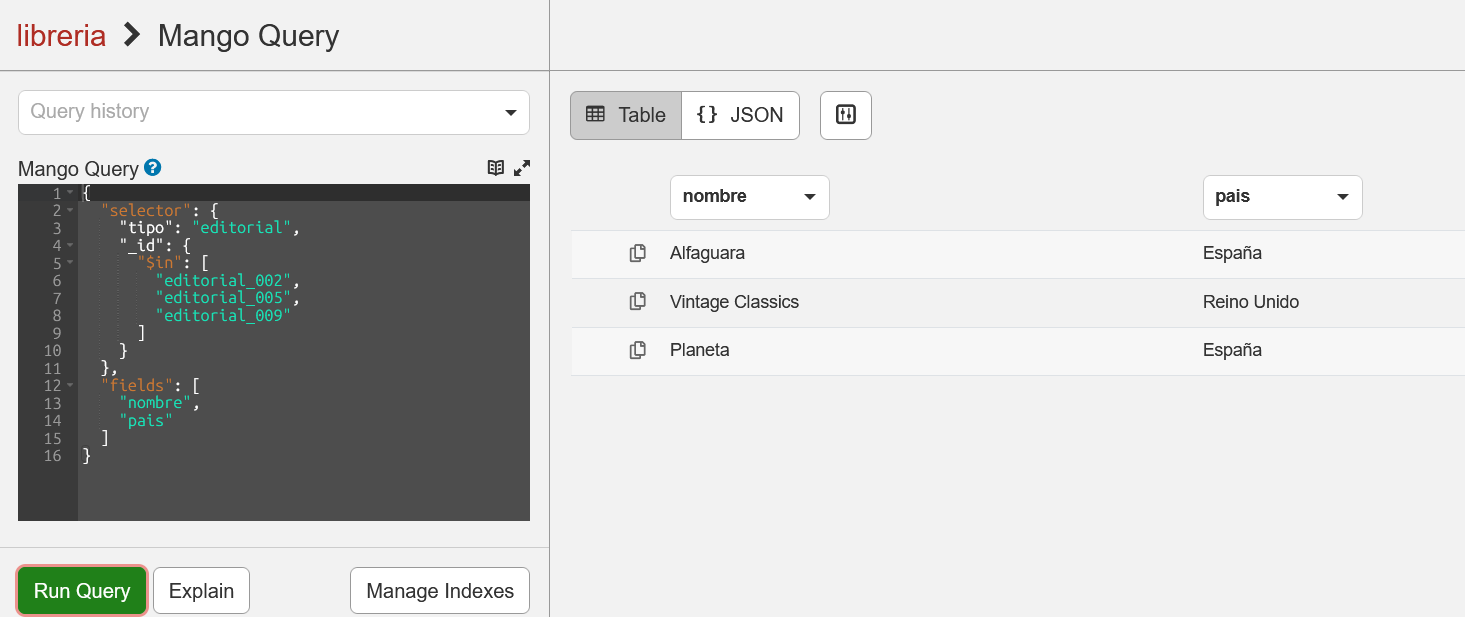 libreria > Mango Query
Query history
Mango Query ?
1 {
2 "selector": {
3 "tipo": "editorial",
4 "_id": {
5 "$in": [
6 "editorial_002",
7 "editorial_005",
8 "editorial_009"
9 ]
10 }
11 },
12 "fields": [
13 "nombre",
14 "pais"
15 ]
16 }
Run Query Explain Manage Indexes
Table {} JSON
nombre pais
Alfaguara España
Vintage Classics Reino Unido
Planeta España